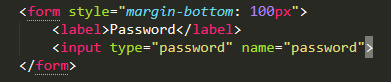 <form style="margin-bottom: 100px">
<label>Password</label>
<input type="password" name="password">
</form>